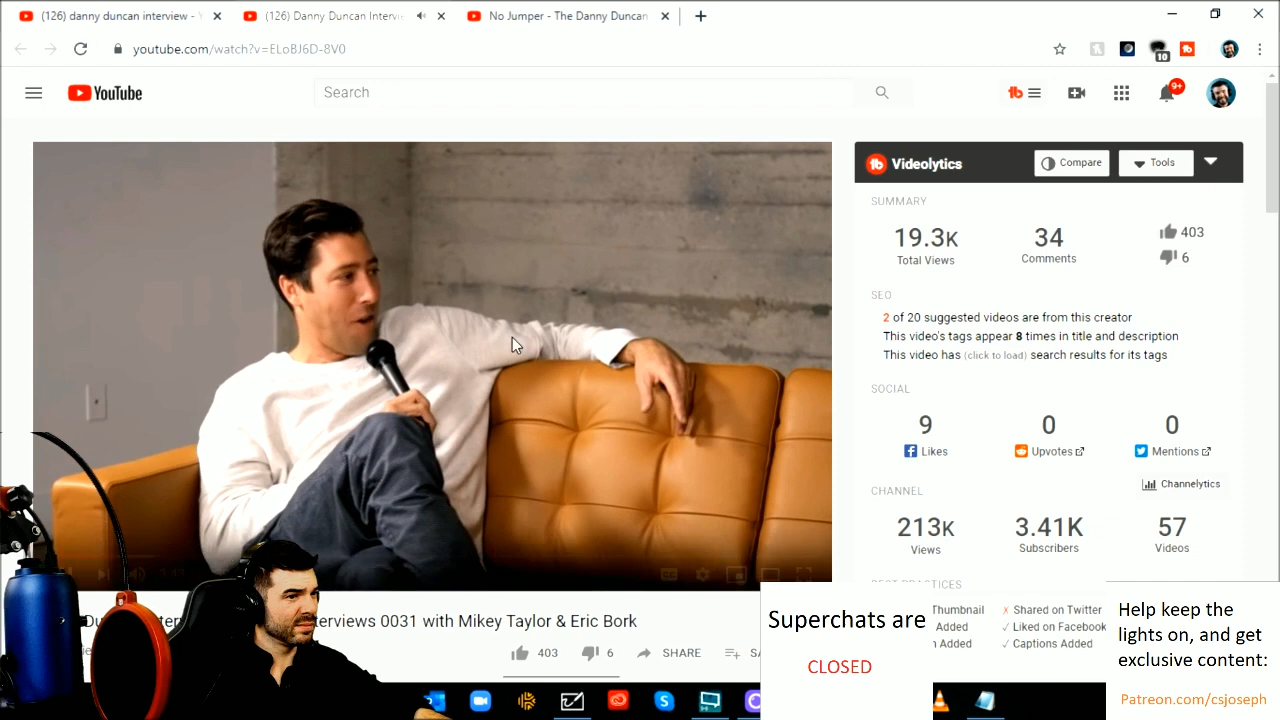 (126) danny duncan interview -
(126) Danny Duncan Intervi
No Jumper - The Danny Duncan
youtube.com/watch?v=ELoBJ6D-8V0
10
YouTube
Search
9+
Videolytics
Compare
Tools
SUMMARY
19.3K
Total Views
34
Comments
403
6
SEO
2 of 20 suggested videos are from this creator
This video's tags appear 8 times in title and description
This video has (click to load) search results for its tags
SOCIAL
9
Likes
0
Upvotes
0
Mentions
CHANNEL
Channelytics
213K
Views
3.41K
Subscribers
57
Videos
BEST PRACTICES
Thumbnail
Added
Added
✗ Shared on Twitter
✓ Liked on Facebook
✓ Captions Added
terviews 0031 with Mikey Taylor & Eric Bork
403
6
SHARE
SA
Superchats are
CLOSED
Help keep the
lights on, and get
exclusive content:
Patreon.com/csjoseph